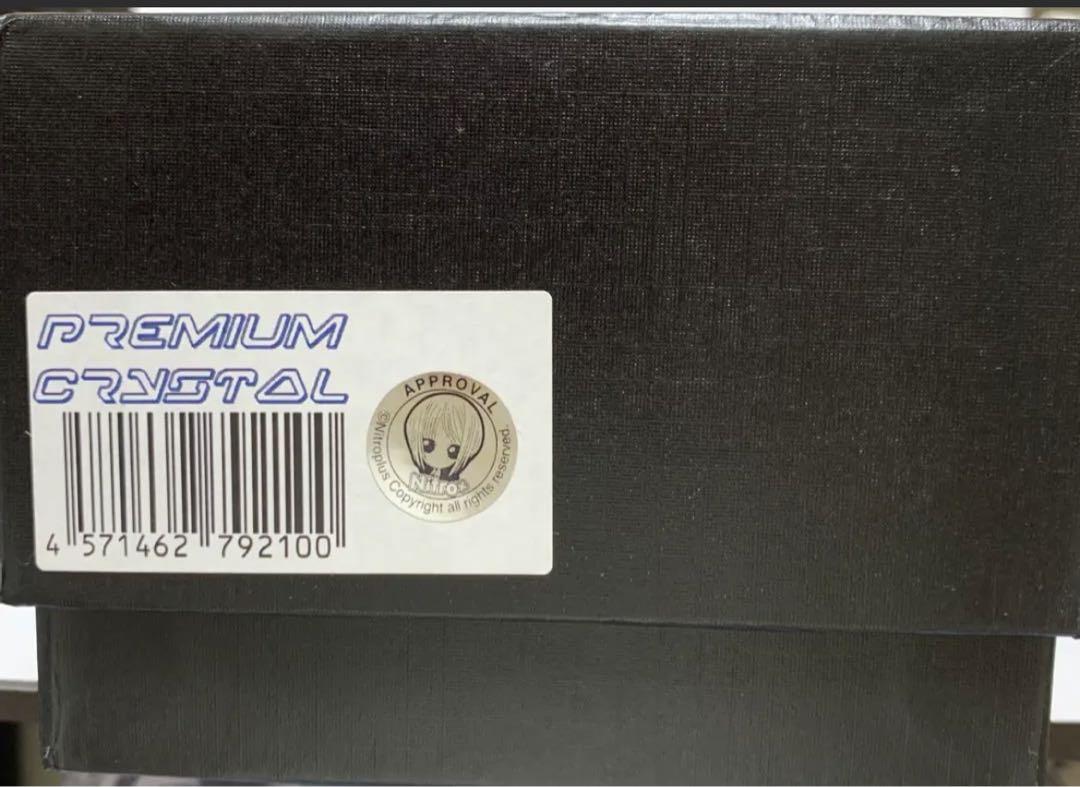 PREMIUM
CRYSTAL
4 571462 792100
APPROVAL
©Nitroplus Copyright all rights reserved.
Nitro+